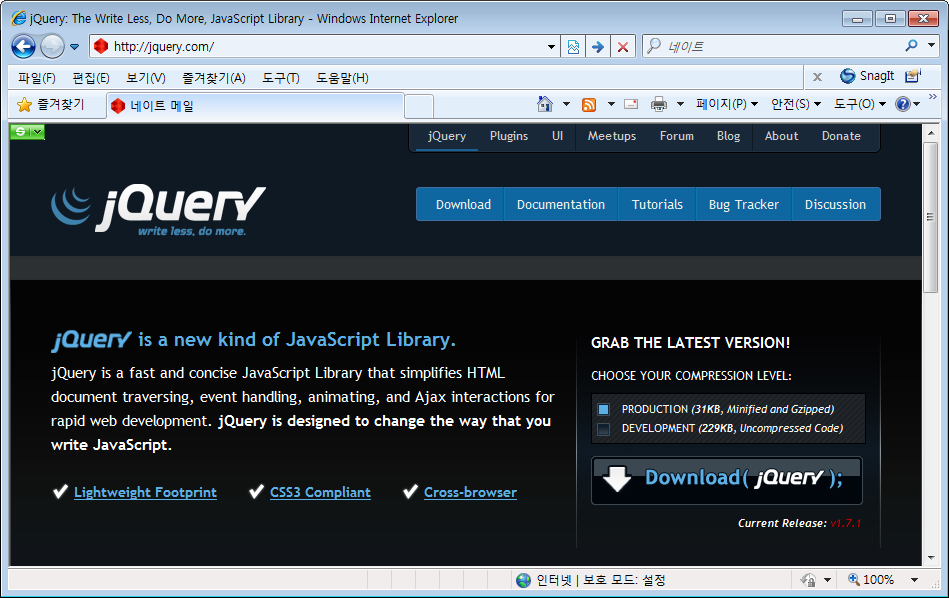 jQuery: The Write Less, Do More, JavaScript Library - Windows Internet Explorer
http://jquery.com/ 네이트
파일(F) 편집(E) 보기(V) 즐겨찾기(A) 도구(T) 도움말(H) x SnagIt
즐겨찾기 네이트 메일 페이지(P) 안전(S) 도구(O) »
jQuery Plugins UI Meetups Forum Blog About Donate
jQuery
write less, do more.
Download Documentation Tutorials Bug Tracker Discussion
jQuery is a new kind of JavaScript Library.
jQuery is a fast and concise JavaScript Library that simplifies HTML
document traversing, event handling, animating, and Ajax interactions for
rapid web development. jQuery is designed to change the way that you
write JavaScript.
Lightweight Footprint CSS3 Compliant Cross-browser
GRAB THE LATEST VERSION!
CHOOSE YOUR COMPRESSION LEVEL:
PRODUCTION (31KB, Minified and Gzipped)
DEVELOPMENT (229KB, Uncompressed Code)
Download( jQuery );
Current Release: v1.7.1
인터넷 | 보호 모드: 설정 100%